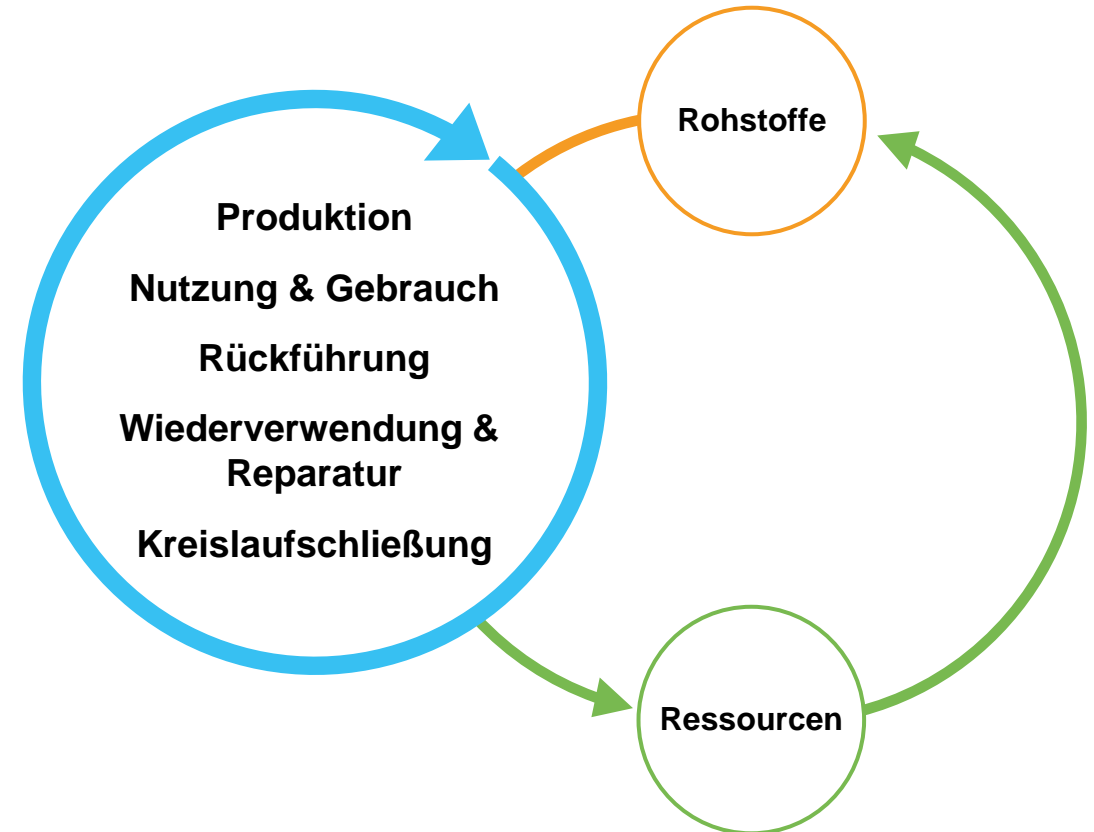 Rohstoffe
Produktion
Nutzung & Gebrauch
Rückführung
Wiederverwendung &
Reparatur
Kreislaufschließung
Ressourcen